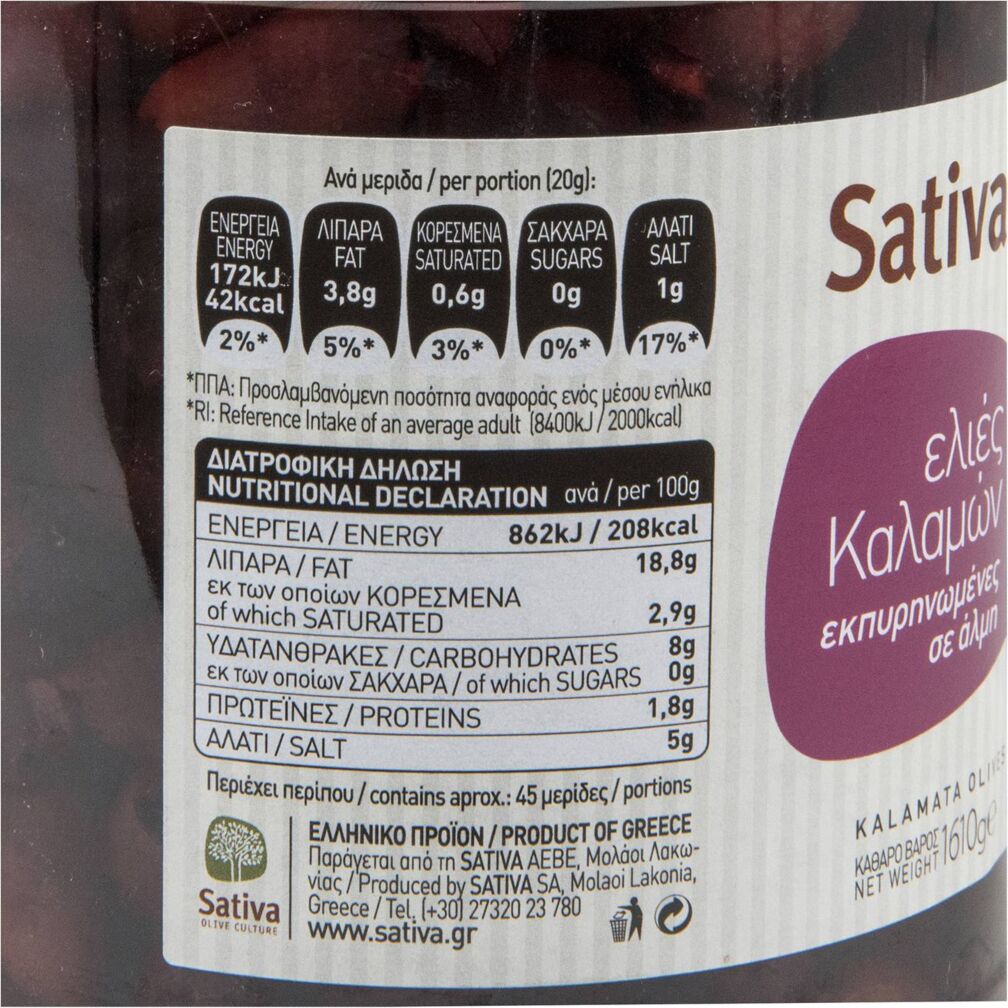 Ανά μεριδα / per portion (20g):
ΕΝΕΡΓΕΙΑ
ENERGY
172kJ
42kcal
2%*
ΛΙΠΑΡΑ
FAT
3,8g
5%*
ΚΟΡΕΣΜΕΝΑ
SATURATED
0,6g
3%*
ΣΑΚΧΑΡΑ
SUGARS
0g
0%*
ΑΛΑΤΙ
SALT
1g
17%*
*ΠΠΑ: Προσλαμβανόμενη ποσότητα αναφοράς ενός μέσου ενήλικα
*RI: Reference Intake of an average adult (8400kJ / 2000kcal)
ΔΙΑΤΡΟΦΙΚΗ ΔΗΛΩΣΗ
NUTRITIONAL DECLARATION ανά / per 100g
ΕΝΕΡΓΕΙΑ / ENERGY 862kJ / 208kcal
ΛΙΠΑΡΑ / FAT 18,8g
εκ των οποίων ΚΟΡΕΣΜΕΝΑ
of which SATURATED 2,9g
ΥΔΑΤΑΝΘΡΑΚΕΣ / CARBOHYDRATES 8g
εκ των οποίων ΣΑΚΧΑΡΑ / of which SUGARS 0g
ΠΡΩΤΕΪΝΕΣ / PROTEINS 1,8g
ΑΛΑΤΙ / SALT 5g
Περιέχει περίπου / contains aprox.: 45 μερίδες / portions
ΕΛΛΗΝΙΚΟ ΠΡΟΪΟΝ / PRODUCT OF GREECE
Παράγεται από τη SATIVA ΑΕΒΕ, Μολάοι Λακω-
νίας / Produced by SATIVA SA, Molaoi Lakonia,
Greece / Tel. (+30) 27320 23 780
www.sativa.gr
Sativa
OLIVE CULTURE
Sativa
ελιές
Καλαμών
εκπυρηνωμένες
σε άλμη
KALAMATA OLIVES
ΚΑΘΑΡΟ ΒΑΡΟΣ
NET WEIGHT 1610g℮